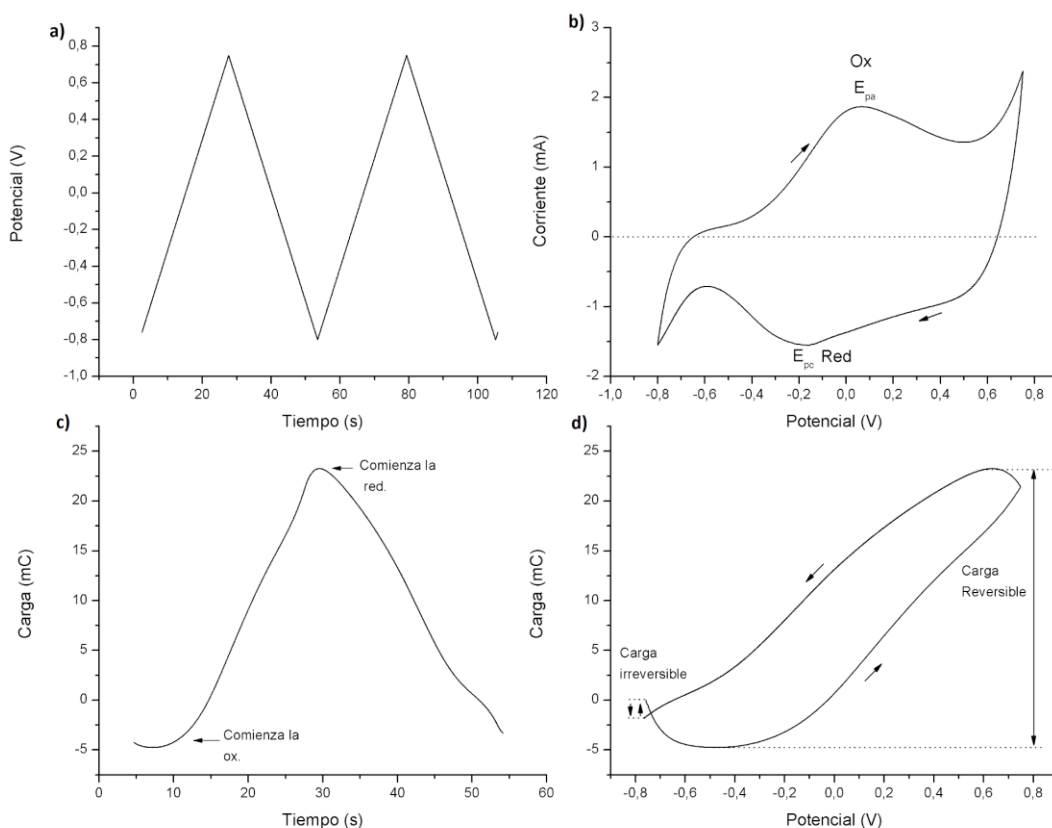 a)
0,8
0,6
0,4
0,2
0,0
-0,2
-0,4
-0,6
-0,8
-1,0
Potencial (V)
0 20 40 60 80 100 120
Tiempo (s)
b)
3
2
1
0
-1
-2
Corriente (mA)
Ox
E_pa
E_pc Red
-1,0 -0,8 -0,6 -0,4 -0,2 0,0 0,2 0,4 0,6 0,8
Potencial (V)
c)
25
20
15
10
5
0
-5
Carga (mC)
Comienza la
red.
Comienza la
ox.
0 10 20 30 40 50 60
Tiempo (s)
d)
25
20
15
10
5
0
-5
Carga (mC)
Carga
Reversible
Carga
irreversible
-0,8 -0,6 -0,4 -0,2 0,0 0,2 0,4 0,6 0,8
Potencial (V)